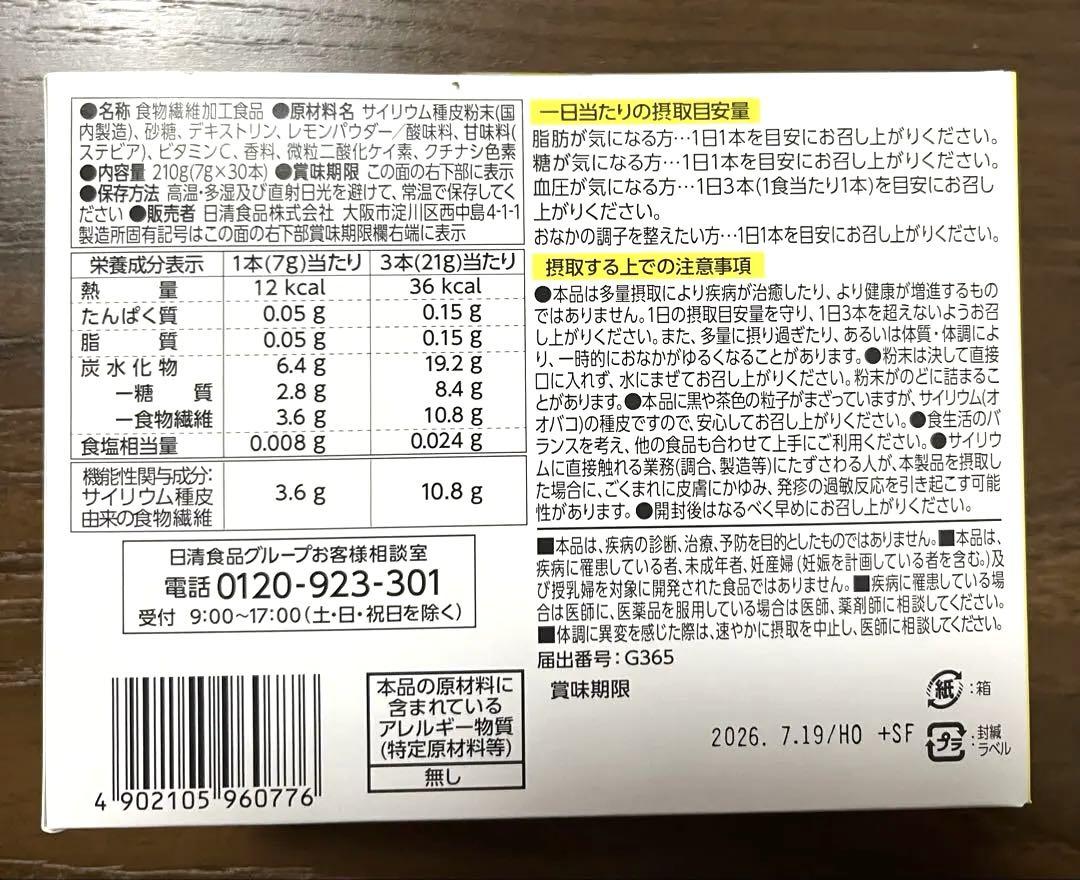 ●名称 食物繊維加工食品 ●原材料名 サイリウム種皮粉末(国
内製造)、砂糖、デキストリン、レモンパウダー／酸味料、甘味料(
ステビア)、ビタミンC、香料、微粒二酸化ケイ素、クチナシ色素
●内容量 210g(7g×30本) ●賞味期限 この面の右下部に表示
●保存方法 高温・多湿及び直射日光を避けて、常温で保存してく
ださい ●販売者 日清食品株式会社 大阪市淀川区西中島4-1-1
製造所固有記号はこの面の右下部賞味期限欄右端に表示
栄養成分表示 1本(7g)当たり 3本(21g)当たり
熱量 12 kcal 36 kcal
たんぱく質 0.05 g 0.15 g
脂質 0.05 g 0.15 g
炭水化物 6.4 g 19.2 g
－糖質 2.8 g 8.4 g
－食物繊維 3.6 g 10.8 g
食塩相当量 0.008 g 0.024 g
機能性関与成分:
サイリウム種皮 3.6 g 10.8 g
由来の食物繊維
日清食品グループお客様相談室
電話 0120-923-301
受付 9:00~17:00(土・日・祝日を除く)
4 902105 960776
本品の原材料に
含まれている
アレルギー物質
(特定原材料等)
無し
一日当たりの摂取目安量
脂肪が気になる方…1日1本を目安にお召し上がりください。
糖が気になる方…1日1本を目安にお召し上がりください。
血圧が気になる方…1日3本(1食当たり1本)を目安にお召し
上がりください。
おなかの調子を整えたい方…1日1本を目安にお召し上がりください。
摂取する上での注意事項
●本品は多量摂取により疾病が治癒したり、より健康が増進するもの
ではありません。1日の摂取目安量を守り、1日3本を超えないようお召
し上がりください。また、多量に摂り過ぎたり、あるいは体質・体調によ
り、一時的におなかがゆるくなることがあります。●粉末は決して直接
口に入れず、水にまぜてお召し上がりください。粉末がのどに詰まるこ
とがあります。●本品に黒や茶色の粒子がまざっていますが、サイリウム(オ
オバコ)の種皮ですので、安心してお召し上がりください。●食生活のバ
ランスを考え、他の食品も合わせて上手にご利用ください。●サイリウ
ムに直接触れる業務(調合、製造等)にたずさわる人が、本製品を摂取し
た場合に、ごくまれに皮膚にかゆみ、発疹の過敏反応を引き起こす可能
性があります。●開封後はなるべく早めにお召し上がりください。
■本品は、疾病の診断、治療、予防を目的としたものではありません。■本品は、
疾病に罹患している者、未成年者、妊産婦(妊娠を計画している者を含む。)及
び授乳婦を対象に開発された食品ではありません。■疾病に罹患している場
合は医師に、医薬品を服用している場合は医師、薬剤師に相談してください。
■体調に異変を感じた際は、速やかに摂取を中止し、医師に相談してください。
届出番号:G365
賞味期限
2026. 7.19/HO +SF
紙 :箱
プラ :封緘
ラベル